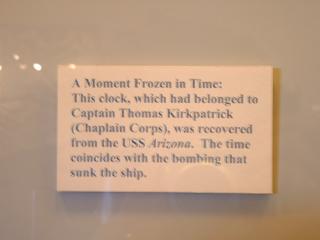 A Moment Frozen in Time:
This clock, which had belonged to
Captain Thomas Kirkpatrick
(Chaplain Corps), was recovered
from the USS Arizona. The time
coincides with the bombing that
sunk the ship.